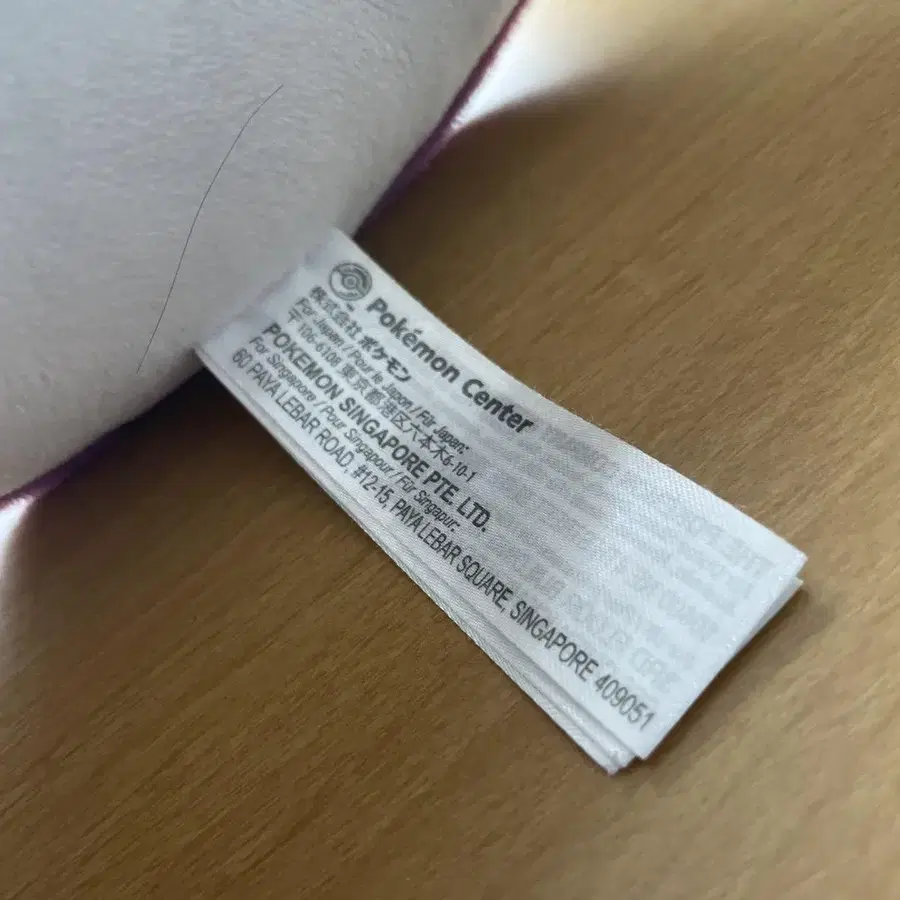 Pokémon Center
株式会社ポケモン
For Japan / Pour le Japon / Für Japan:
〒106-6108 東京都港区六本木6-10-1
POKEMON SINGAPORE PTE. LTD.
For Singapore / Pour Singapour / Für Singapur:
60 PAYA LEBAR ROAD, #12-15, PAYA LEBAR SQUARE, SINGAPORE 409051